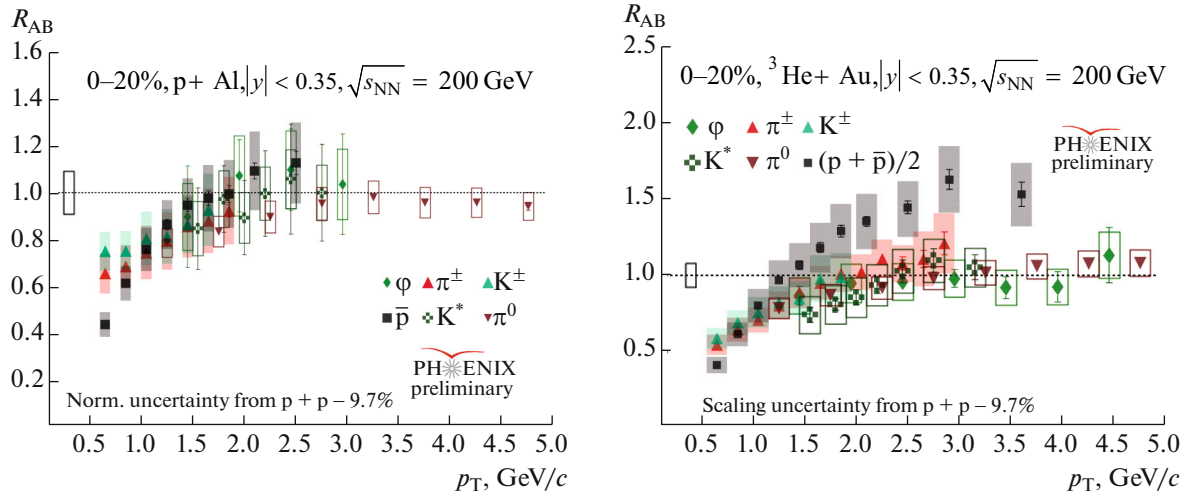 R_AB
1.6
1.4
1.2
1.0
0.8
0.6
0.4
0.2
0–20%, p + Al, |y| < 0.35, √s_NN = 200 GeV
φ π± K±
p̅ K* π⁰
PH ENIX
preliminary
Norm. uncertainty from p + p – 9.7%
0.5 1.0 1.5 2.0 2.5 3.0 3.5 4.0 4.5 5.0
p_T, GeV/c
R_AB
2.5
2.0
1.5
1.0
0.5
0–20%, ³He + Au, |y| < 0.35, √s_NN = 200 GeV
φ π± K±
K* π⁰ (p + p̅)/2
PH ENIX
preliminary
Scaling uncertainty from p + p – 9.7%
0.5 1.0 1.5 2.0 2.5 3.0 3.5 4.0 4.5 5.0
p_T, GeV/c